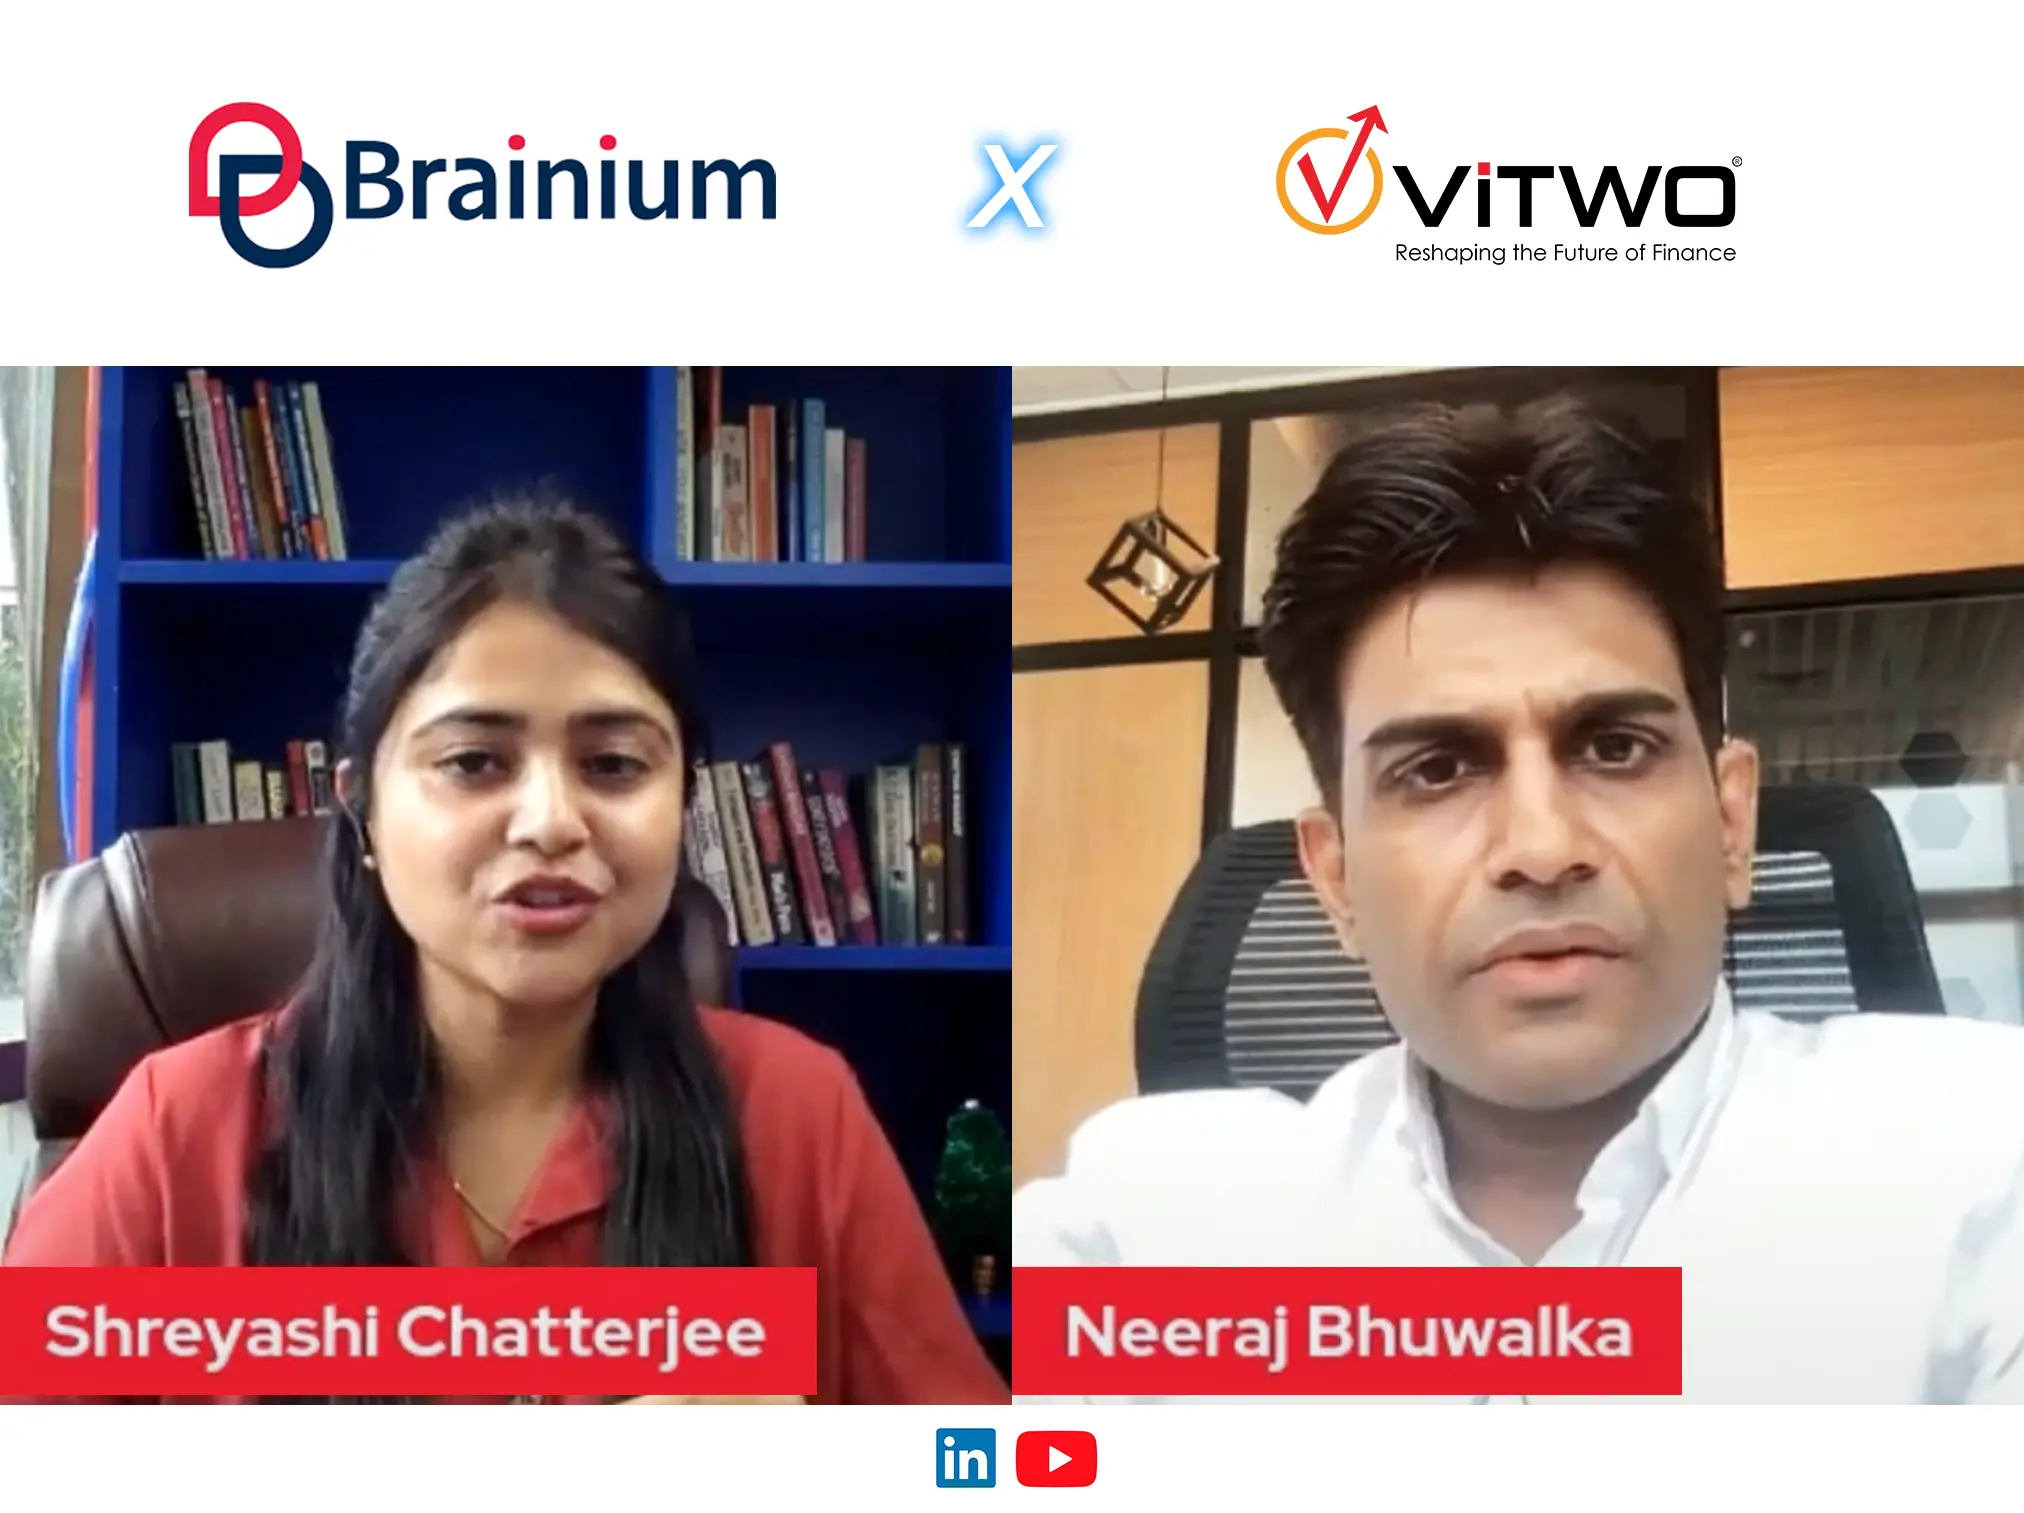 Brainium
X
ViTWO®
Reshaping the Future of Finance
Shreyashi Chatterjee
Neeraj Bhuwalka
in